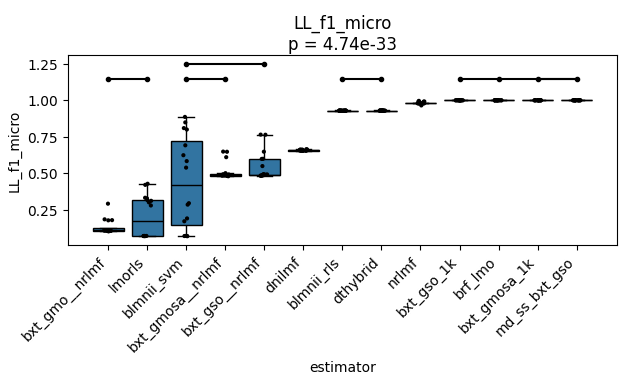 LL_f1_micro
p = 4.74e-33
LL_f1_micro
1.25
1.00
0.75
0.50
0.25
bxt_gmo__nrlmf
lmorls
blmnii_svm
bxt_gmosa__nrlmf
bxt_gso__nrlmf
dnilmf
blmnii_rls
dthybrid
nrlmf
bxt_gso_1k
brf_lmo
bxt_gmosa_1k
md_ss_bxt_gso
estimator